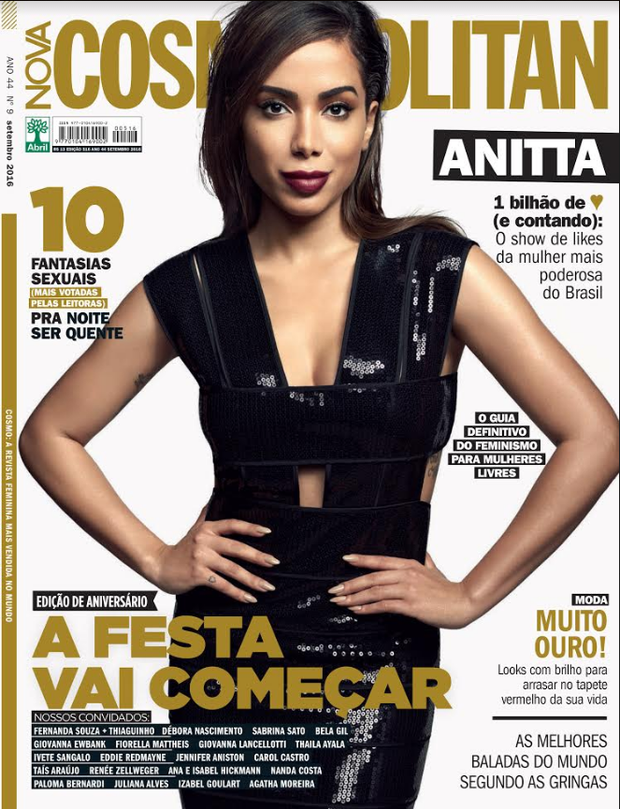 NOVA
COSMOPOLITAN
ANO 44 Nº 9 setembro 2016
Abril
00516
9 770104 169002
ANITTA
1 bilhão de ♥
(e contando):
O show de likes
da mulher mais
poderosa
do Brasil
10
FANTASIAS
SEXUAIS
(MAIS VOTADAS
PELAS LEITORAS)
PRA NOITE
SER QUENTE
O GUIA
DEFINITIVO
DO FEMINISMO
PARA MULHERES
LIVRES
COSMO: A REVISTA FEMININA MAIS VENDIDA NO MUNDO
EDIÇÃO DE ANIVERSÁRIO
A FESTA
VAI COMEÇAR
NOSSOS CONVIDADOS:
FERNANDA SOUZA + THIAGUINHO DÉBORA NASCIMENTO SABRINA SATO BELA GIL
GIOVANNA EWBANK FIORELLA MATTHEIS GIOVANNA LANCELLOTTI THAILA AYALA
IVETE SANGALO EDDIE REDMAYNE JENNIFER ANISTON CAROL CASTRO
TAÍS ARAÚJO RENÉE ZELLWEGER ANA E ISABEL HICKMANN NANDA COSTA
PALOMA BERNARDI JULIANA ALVES IZABEL GOULART AGATHA MOREIRA
MODA
MUITO
OURO!
Looks com brilho para
arrasar no tapete
vermelho da sua vida
AS MELHORES
BALADAS DO MUNDO
SEGUNDO AS GRINGAS